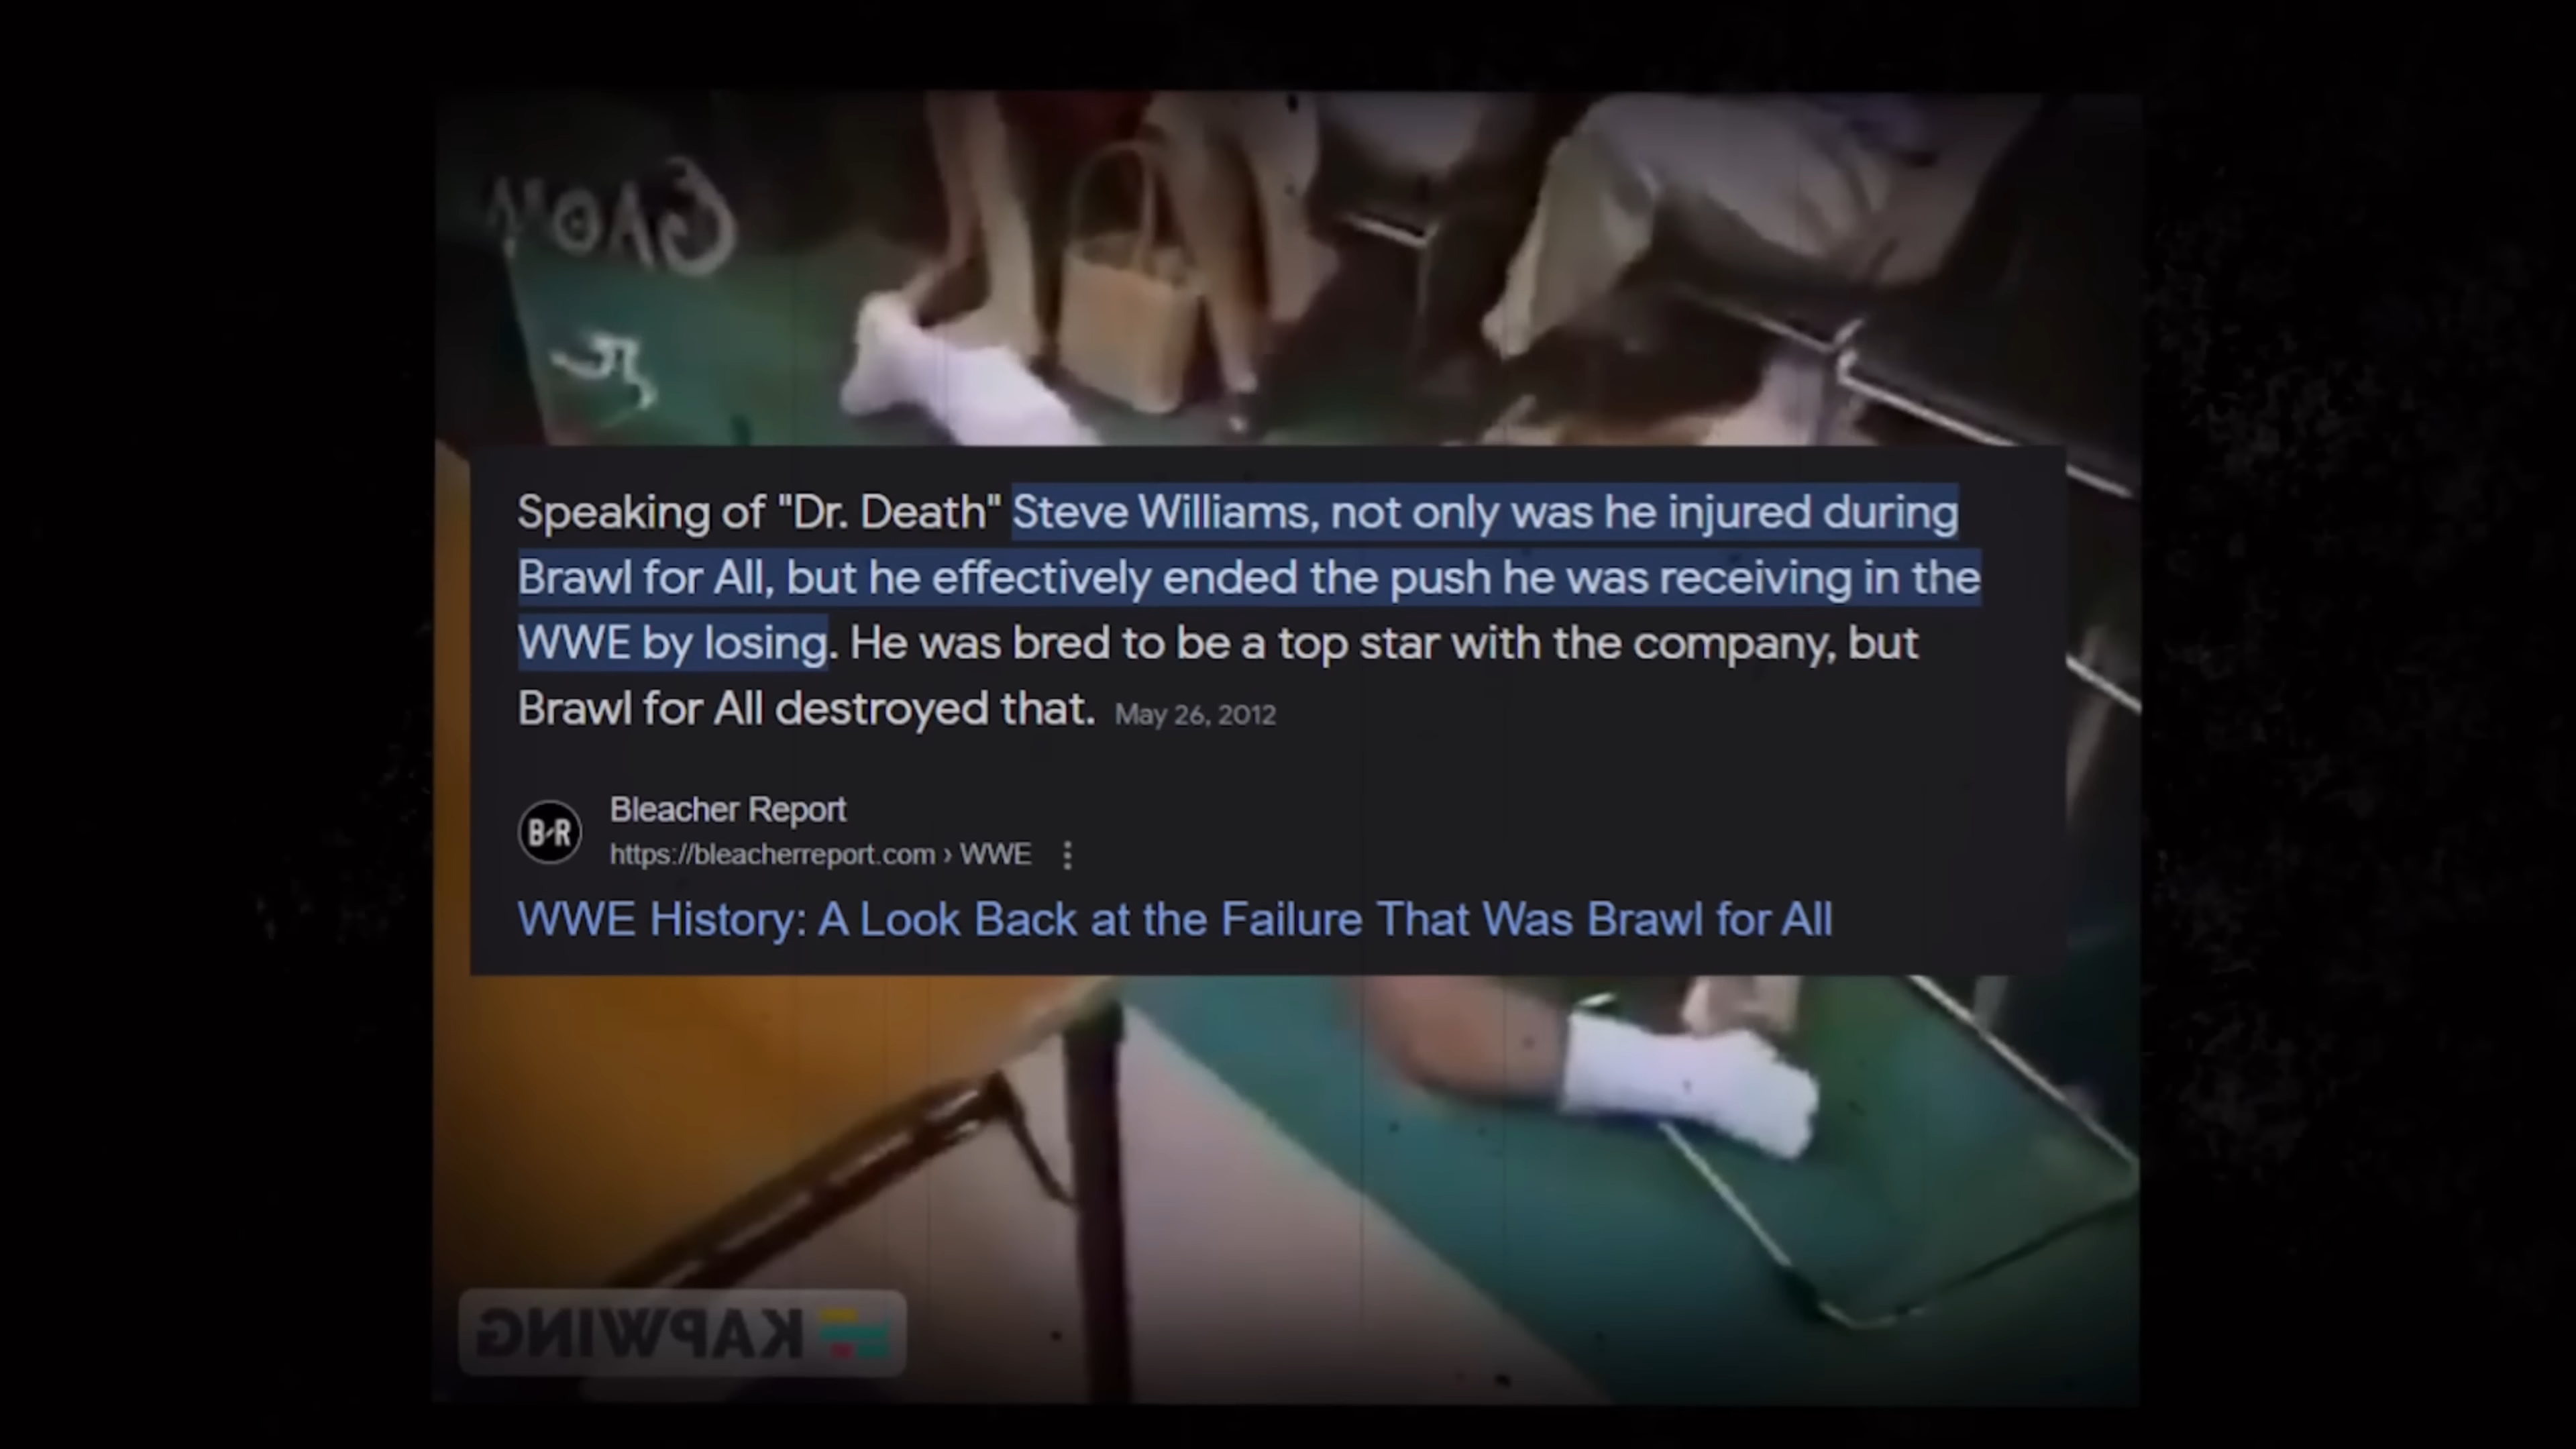 Speaking of "Dr. Death" Steve Williams, not only was he injured during
Brawl for All, but he effectively ended the push he was receiving in the
WWE by losing. He was bred to be a top star with the company, but
Brawl for All destroyed that. May 26, 2012
B/R
Bleacher Report
https://bleacherreport.com › WWE
WWE History: A Look Back at the Failure That Was Brawl for All
KAPWING